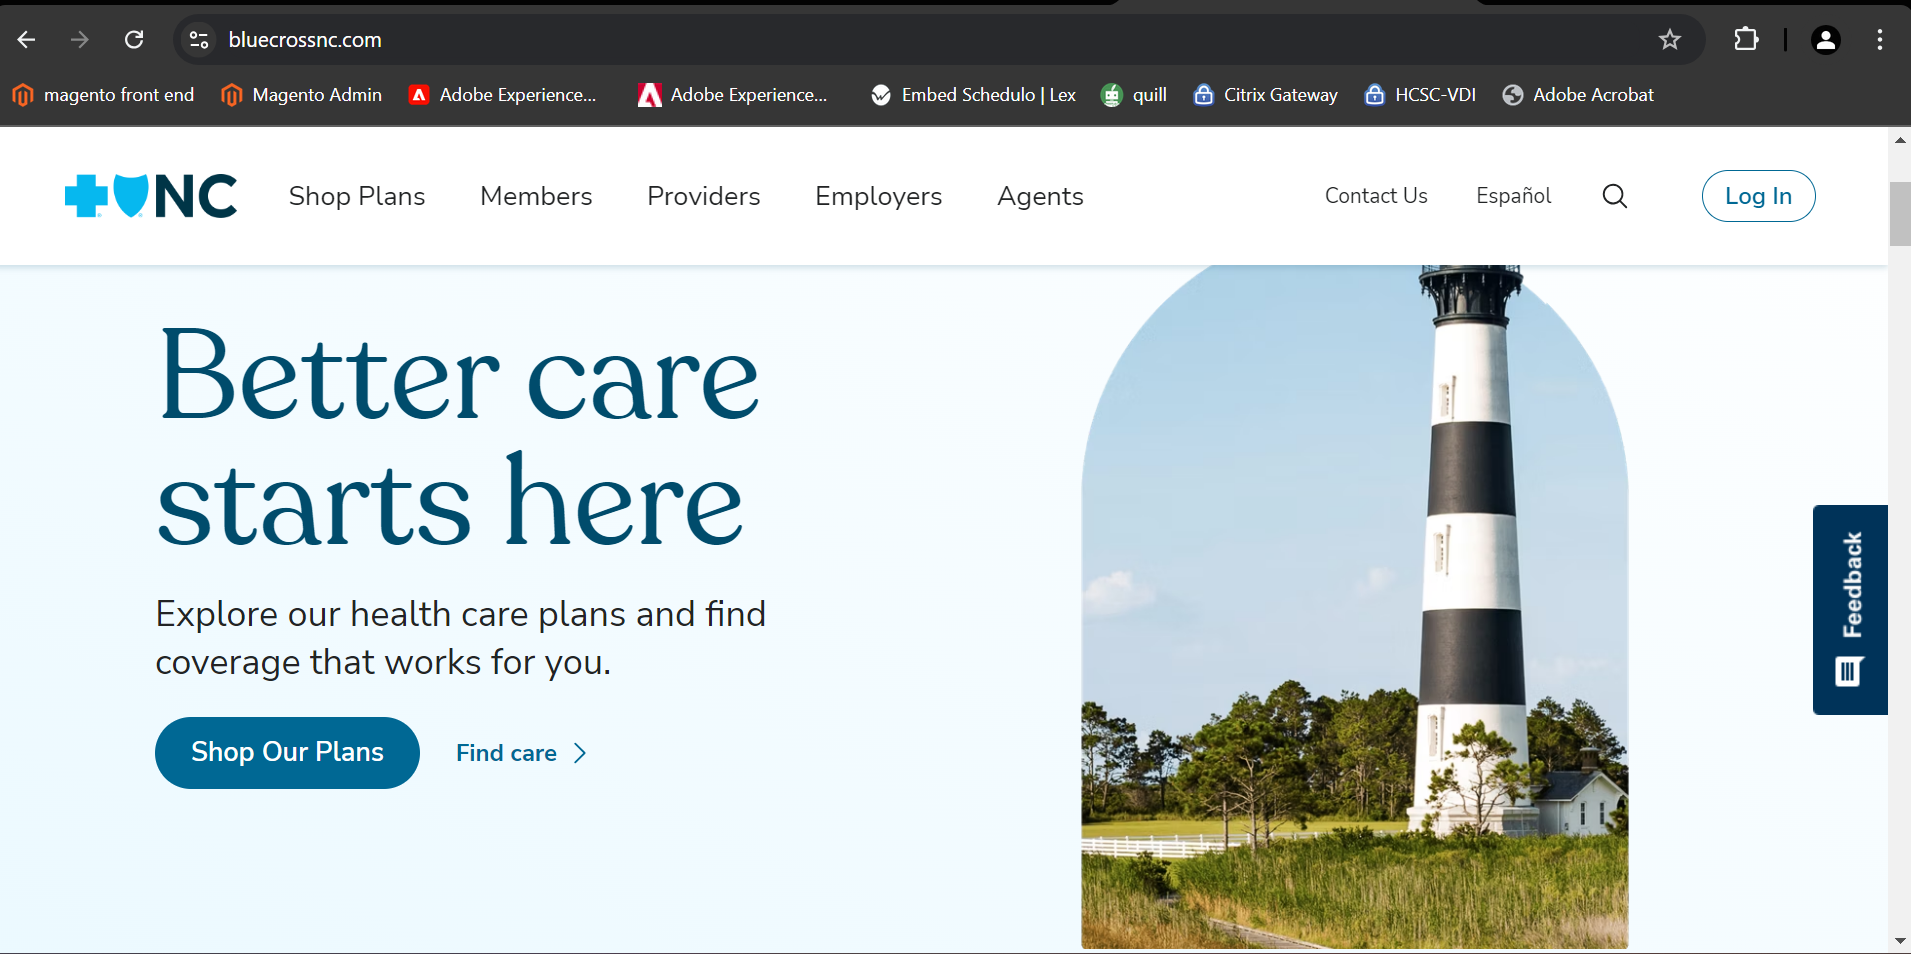 bluecrossnc.com
magento front end Magento Admin Adobe Experience... Adobe Experience... Embed Schedulo | Lex quill Citrix Gateway HCSC-VDI Adobe Acrobat
NC Shop Plans Members Providers Employers Agents Contact Us Español Log In
Better care
starts here
Explore our health care plans and find
coverage that works for you.
Shop Our Plans Find care
Feedback